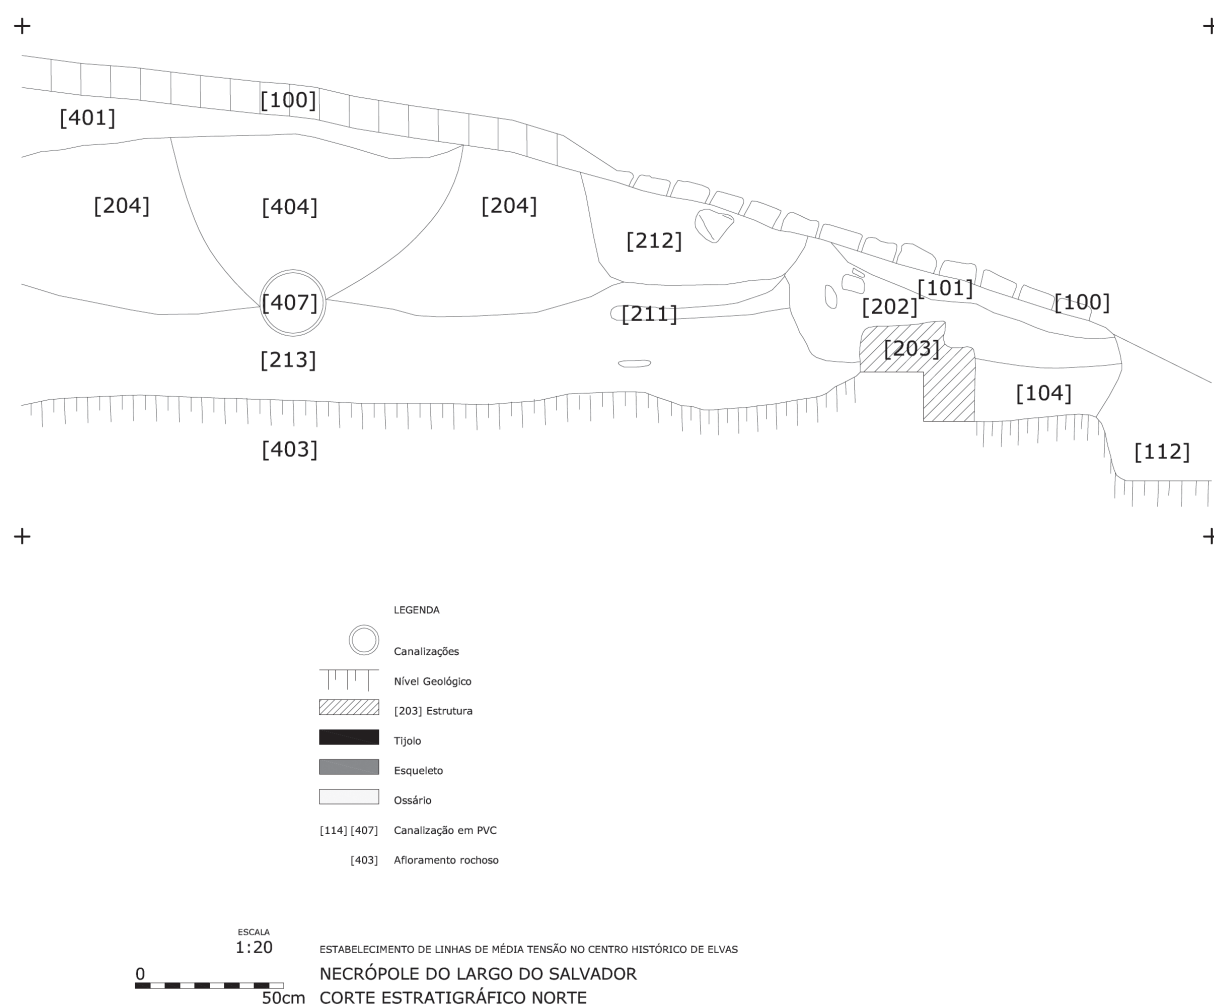 [100]
[401]
[204]
[404]
[204]
[212]
[101]
[407]
[211]
[202]
[100]
[203]
[213]
[104]
[403]
[112]
LEGENDA
Canalizações
Nível Geológico
[203] Estrutura
Tijolo
Esqueleto
Ossário
[114] [407] Canalização em PVC
[403] Afloramento rochoso
ESCALA
1:20
0
50cm
ESTABELECIMENTO DE LINHAS DE MÉDIA TENSÃO NO CENTRO HISTÓRICO DE ELVAS
NECRÓPOLE DO LARGO DO SALVADOR
CORTE ESTRATIGRÁFICO NORTE